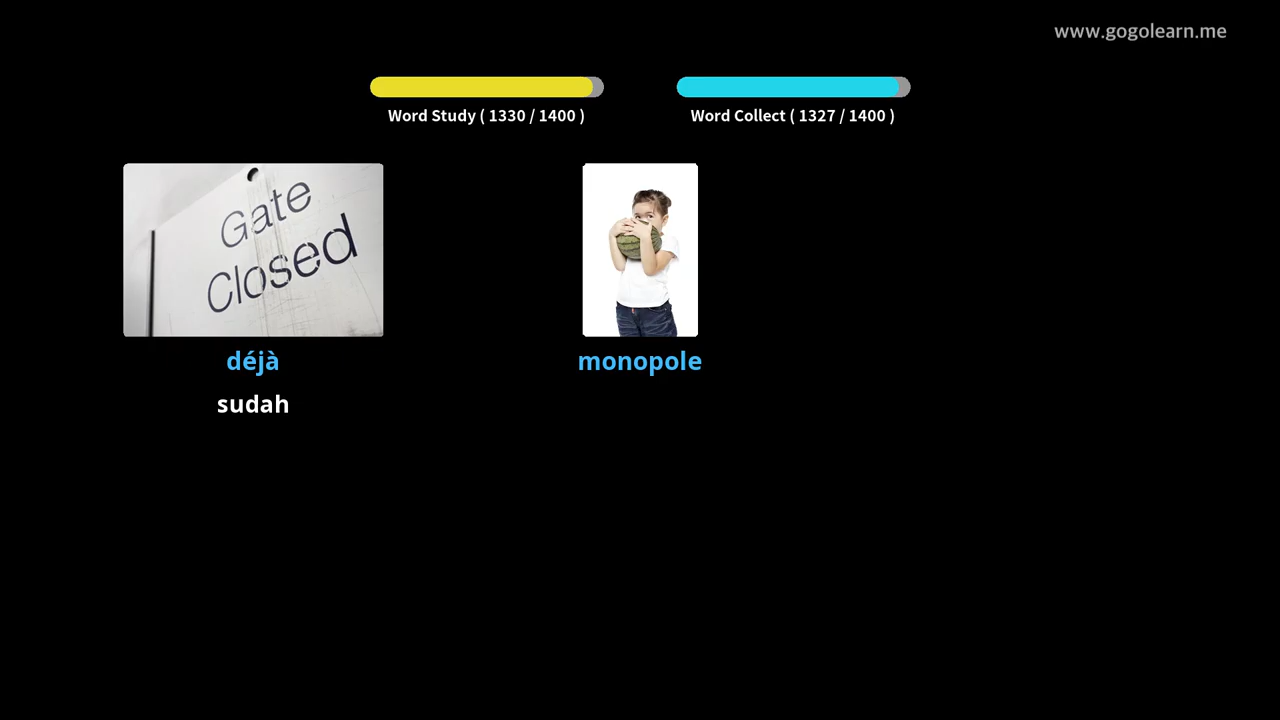 www.gogolearn.me
Word Study ( 1330 / 1400 )
Word Collect ( 1327 / 1400 )
Gate
Closed
déjà
monopole
sudah